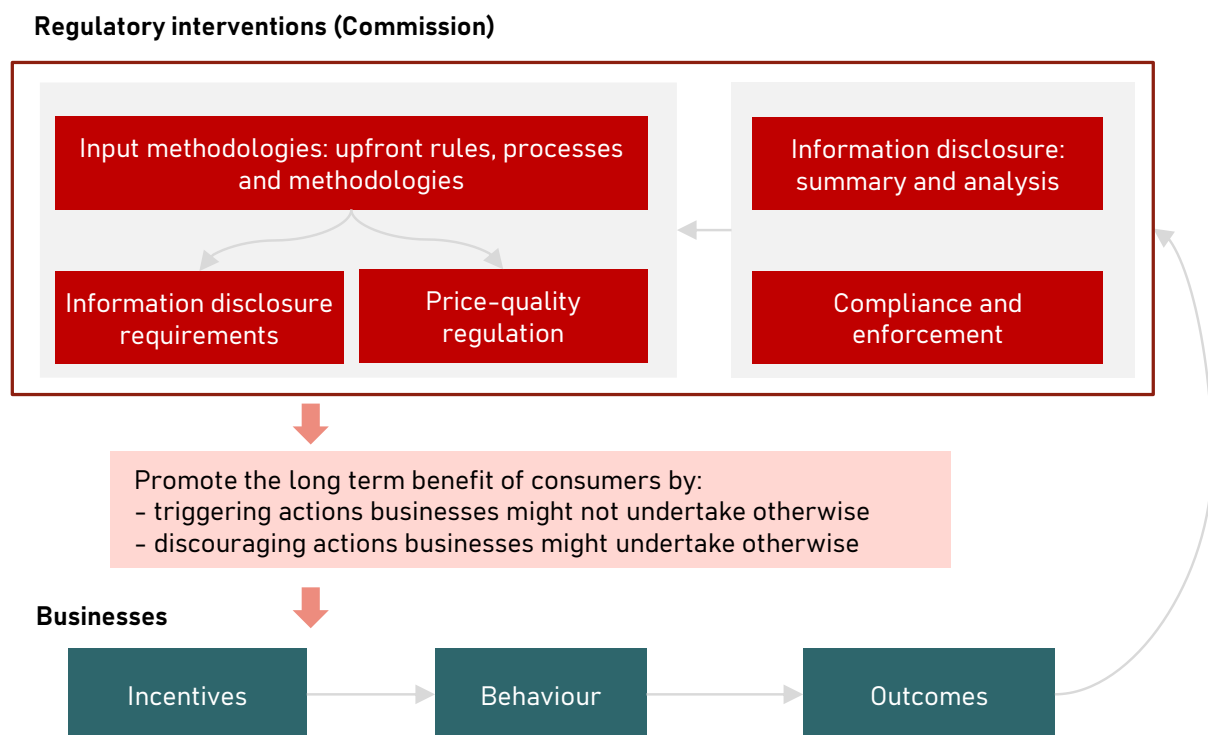 Regulatory interventions (Commission)
Input methodologies: upfront rules, processes
and methodologies
Information disclosure
requirements
Price-quality
regulation
Information disclosure:
summary and analysis
Compliance and
enforcement
Promote the long term benefit of consumers by:
- triggering actions businesses might not undertake otherwise
- discouraging actions businesses might undertake otherwise
Businesses
Incentives
Behaviour
Outcomes